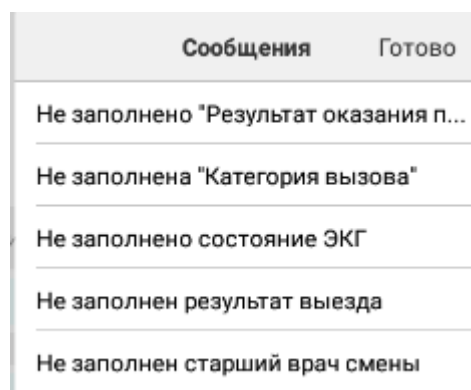 Сообщения Готово
Не заполнено "Результат оказания п...
Не заполнена "Категория вызова"
Не заполнено состояние ЭКГ
Не заполнен результат выезда
Не заполнен старший врач смены